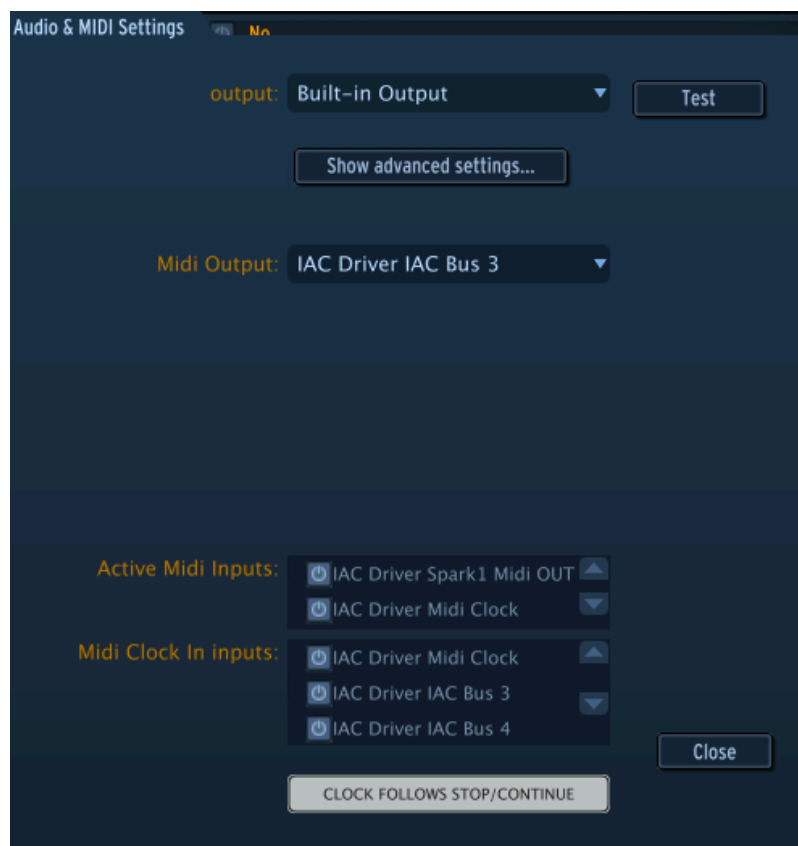 Audio & MIDI Settings No
output: Built-in Output Test
Show advanced settings...
Midi Output: IAC Driver IAC Bus 3
Active Midi Inputs: IAC Driver Spark1 Midi OUT
IAC Driver Midi Clock
Midi Clock In inputs: IAC Driver Midi Clock
IAC Driver IAC Bus 3
IAC Driver IAC Bus 4
Close
CLOCK FOLLOWS STOP/CONTINUE